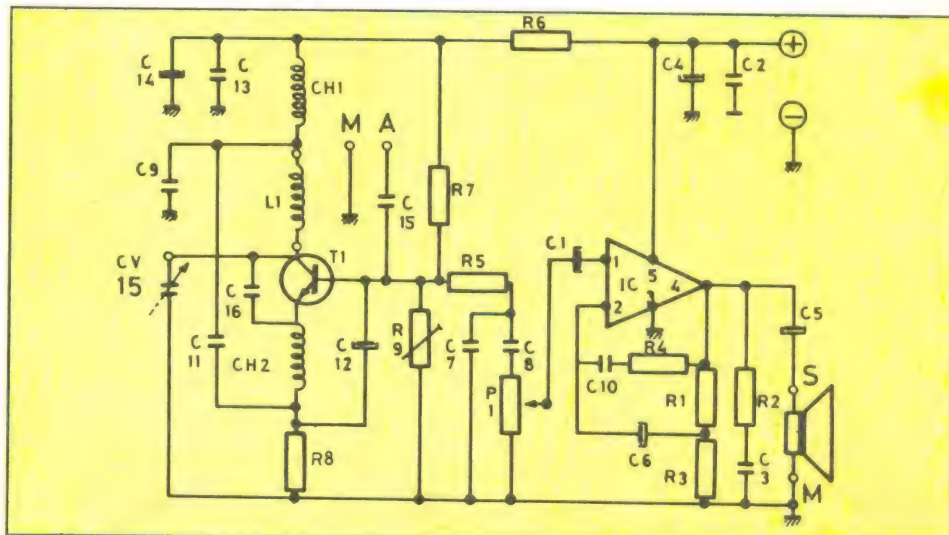 R6
C 14
C 13
CH1
C4
C2
+
−
M
A
C9
L1
C 15
R7
CV 15
T1
C 16
R5
C1
1
IC
5
4
2
C5
C 11
CH2
C 12
R 9
C 7
C 8
P 1
C10
R4
R1
R2
S
R8
C6
R3
C 3
M